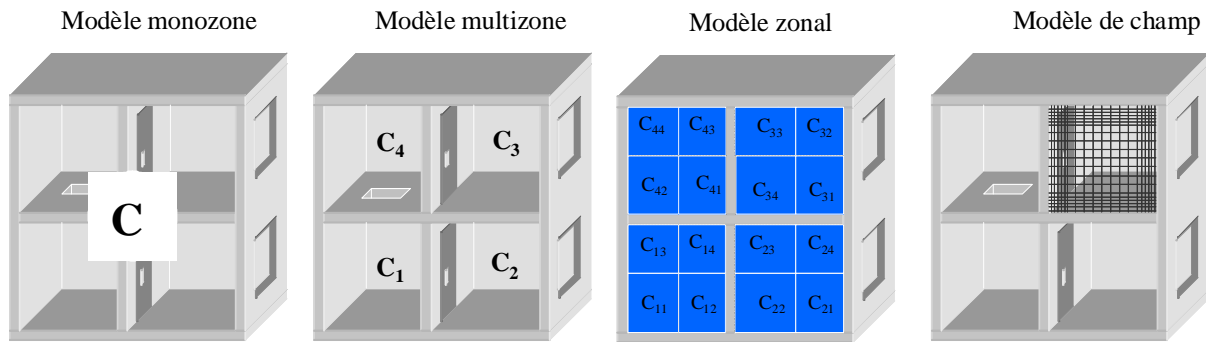 Modèle monozone
Modèle multizone
Modèle zonal
Modèle de champ
C
C₄
C₃
C₁
C₂
C₄₄ C₄₃ C₃₃ C₃₂
C₄₂ C₄₁ C₃₄ C₃₁
C₁₃ C₁₄ C₂₃ C₂₄
C₁₁ C₁₂ C₂₂ C₂₁